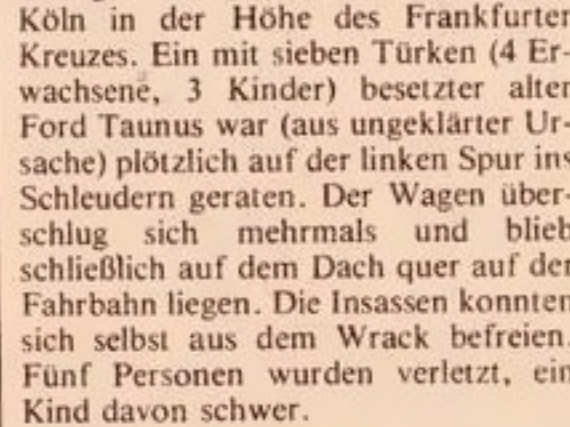 Köln in der Höhe des Frankfurter
Kreuzes. Ein mit sieben Türken (4 Er-
wachsene, 3 Kinder) besetzter alter
Ford Taunus war (aus ungeklärter Ur-
sache) plötzlich auf der linken Spur ins
Schleudern geraten. Der Wagen über-
schlug sich mehrmals und blieb
schließlich auf dem Dach quer auf der
Fahrbahn liegen. Die Insassen konnten
sich selbst aus dem Wrack befreien.
Fünf Personen wurden verletzt, ein
Kind davon schwer.